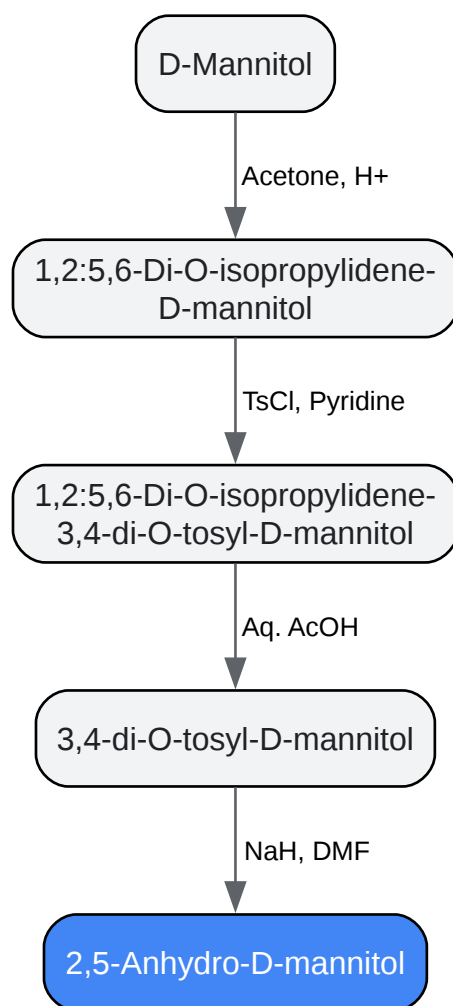 D-Mannitol
Acetone, H+
1,2:5,6-Di-O-isopropylidene-
D-mannitol
TsCl, Pyridine
1,2:5,6-Di-O-isopropylidene-
3,4-di-O-tosyl-D-mannitol
Aq. AcOH
3,4-di-O-tosyl-D-mannitol
NaH, DMF
2,5-Anhydro-D-mannitol